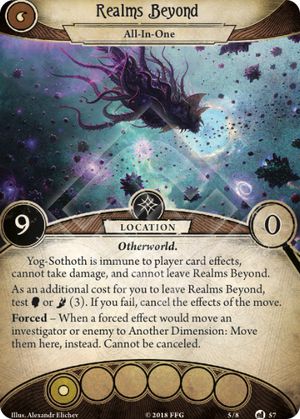 Realms Beyond
All-In-One
9
LOCATION
0
Otherworld.
Yog-Sothoth is immune to player card effects,
cannot take damage, and cannot leave Realms Beyond.
As an additional cost for you to leave Realms Beyond,
test or (3). If you fail, cancel the effects of the move.
Forced – When a forced effect would move an
investigator or enemy to Another Dimension: Move
them here, instead. Cannot be canceled.
Illus. Alexandr Elichev © 2018 FFG 5/8 57